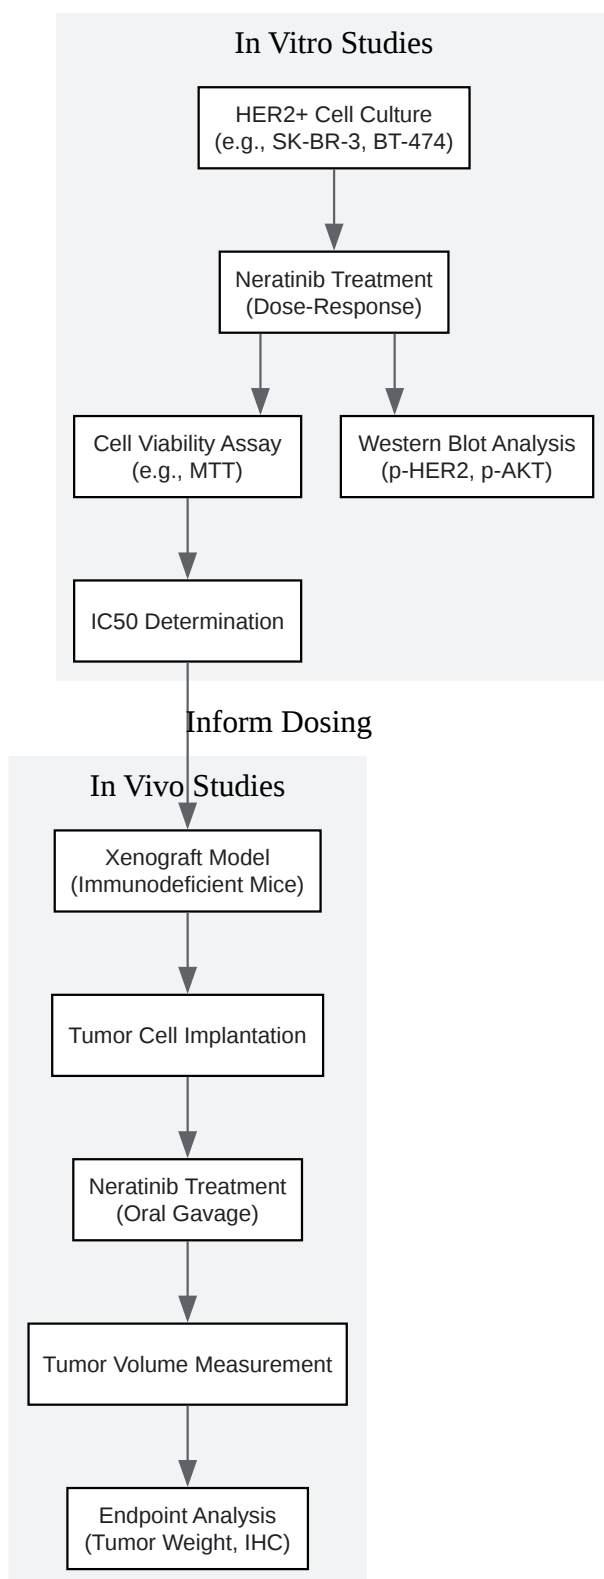 In Vitro Studies
HER2+ Cell Culture
(e.g., SK-BR-3, BT-474)
Neratinib Treatment
(Dose-Response)
Cell Viability Assay
(e.g., MTT)
Western Blot Analysis
(p-HER2, p-AKT)
IC50 Determination
Inform Dosing
In Vivo Studies
Xenograft Model
(Immunodeficient Mice)
Tumor Cell Implantation
Neratinib Treatment
(Oral Gavage)
Tumor Volume Measurement
Endpoint Analysis
(Tumor Weight, IHC)